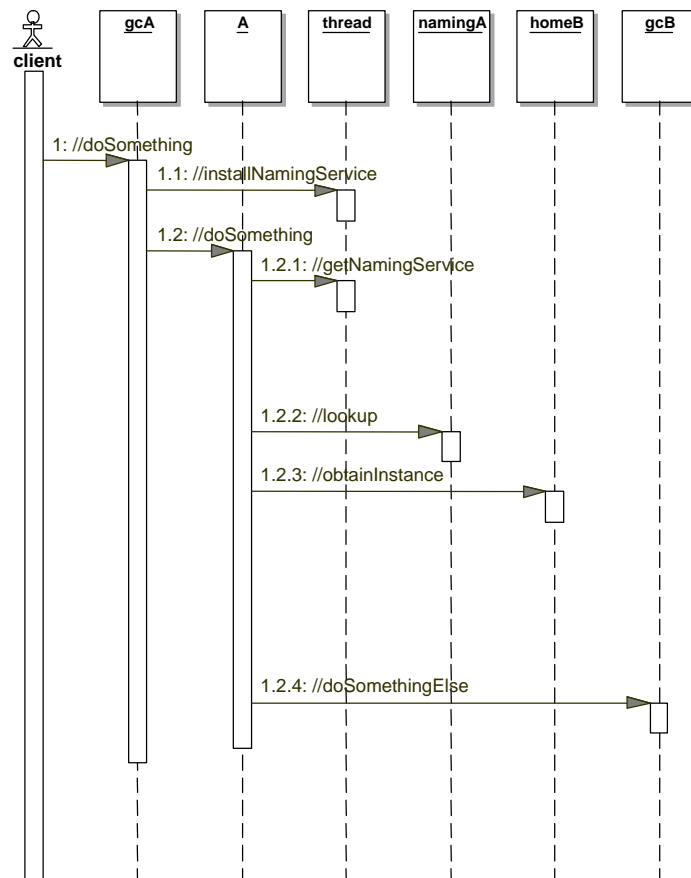 gcA A thread namingA homeB gcB
client
1: //doSomething
1.1: //installNamingService
1.2: //doSomething
1.2.1: //getNamingService
1.2.2: //lookup
1.2.3: //obtainInstance
1.2.4: //doSomethingElse